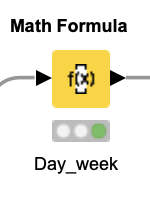 Math Formula
f(x)
Day_week